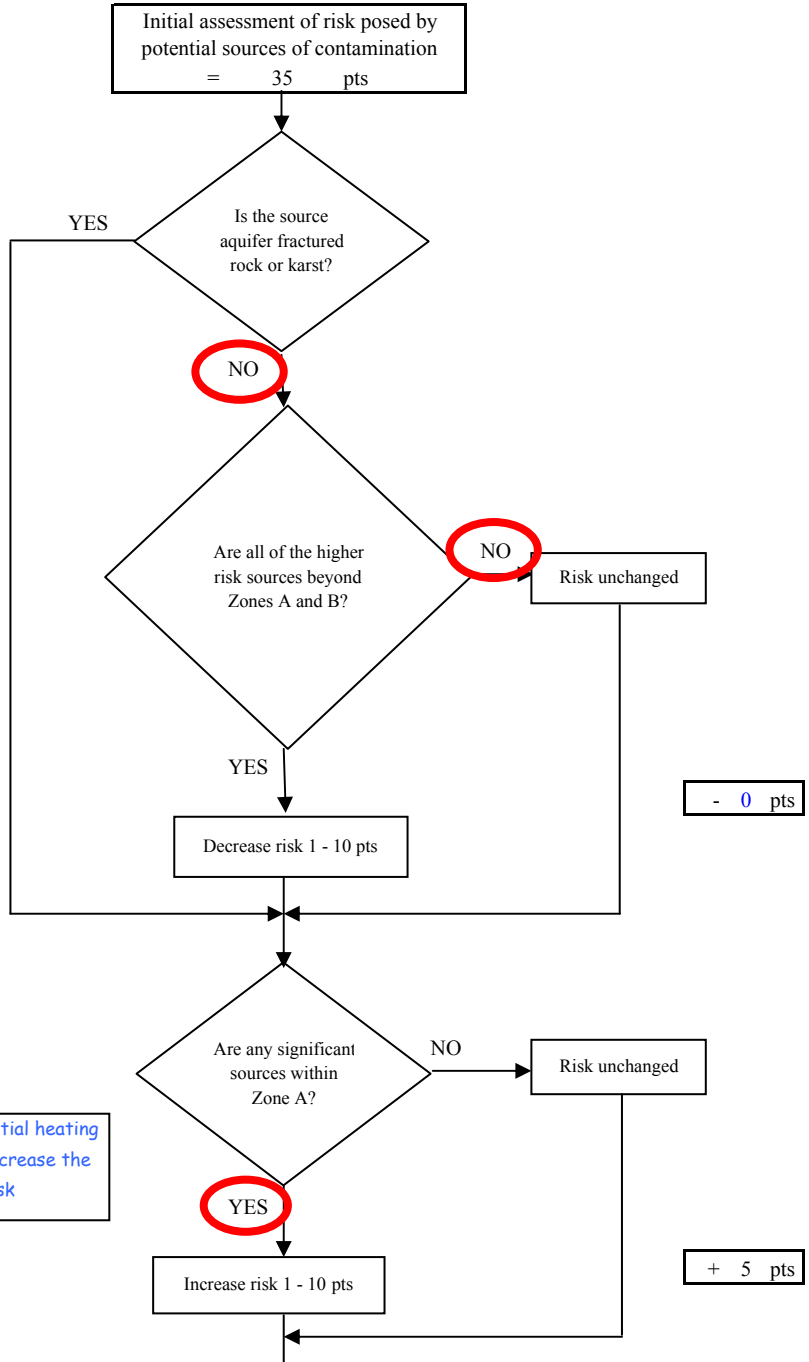 Initial assessment of risk posed by
potential sources of contamination
= 35 pts
YES
Is the source
aquifer fractured
rock or karst?
NO
Are all of the higher
risk sources beyond
Zones A and B?
NO
Risk unchanged
YES
- 0 pts
Decrease risk 1 - 10 pts
Are any significant
sources within
Zone A?
NO
Risk unchanged
tial heating
crease the
sk
YES
Increase risk 1 - 10 pts
+ 5 pts